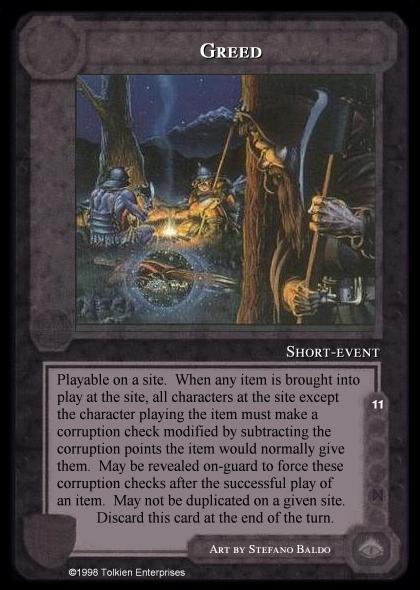 GREED
SHORT-EVENT
Playable on a site. When any item is brought into
play at the site, all characters at the site except
the character playing the item must make a
corruption check modified by subtracting the
corruption points the item would normally give
them. May be revealed on-guard to force these
corruption checks after the successful play of
an item. May not be duplicated on a given site.
Discard this card at the end of the turn.
11
ART BY STEFANO BALDO
©1998 Tolkien Enterprises